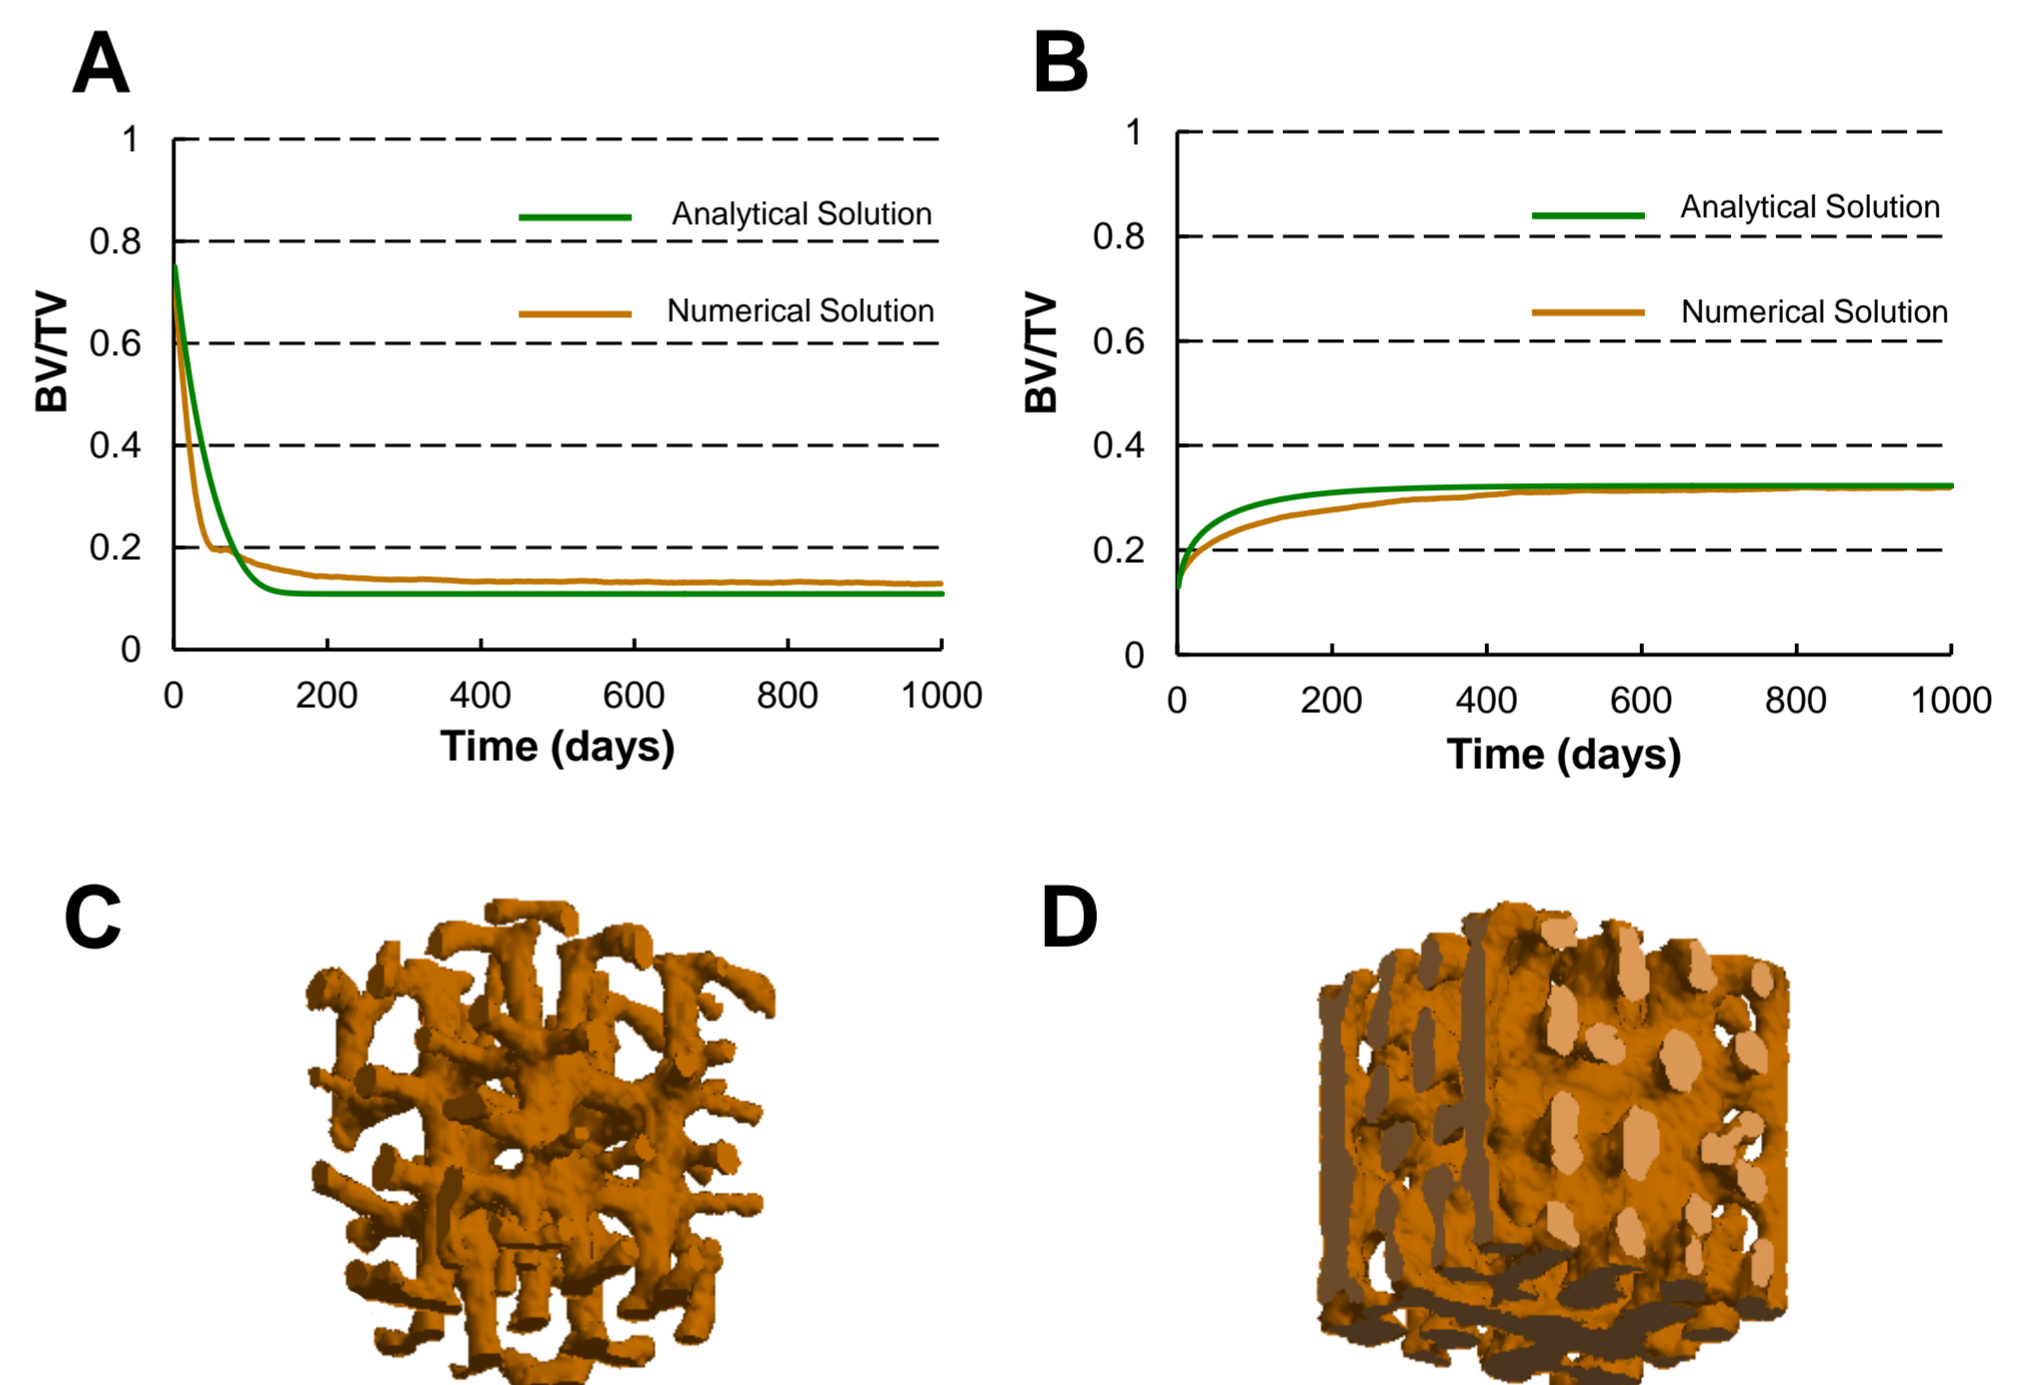 A
B
1
0.8
0.6
0.4
0.2
0
BV/TV
Analytical Solution
Numerical Solution
0 200 400 600 800 1000
Time (days)
1
0.8
0.6
0.4
0.2
0
BV/TV
Analytical Solution
Numerical Solution
0 200 400 600 800 1000
Time (days)
C
D